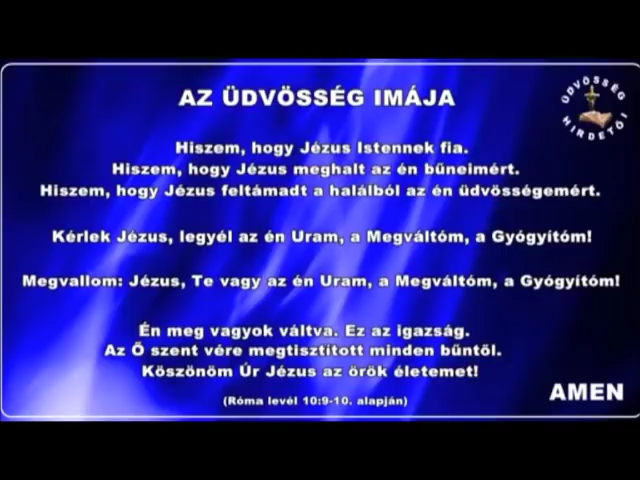 AZ ÜDVÖSSÉG IMÁJA
ÜDVÖSSÉG HIRDETŐI
Hiszem, hogy Jézus Istennek fia.
Hiszem, hogy Jézus meghalt az én bűneimért.
Hiszem, hogy Jézus feltámadt a halálból az én üdvösségemért.
Kérlek Jézus, legyél az én Uram, a Megváltóm, a Gyógyítóm!
Megvallom: Jézus, Te vagy az én Uram, a Megváltóm, a Gyógyítóm!
Én meg vagyok váltva. Ez az igazság.
Az Ő szent vére megtisztított minden bűntől.
Köszönöm Úr Jézus az örök életemet!
(Róma levél 10:9-10. alapján)
AMEN